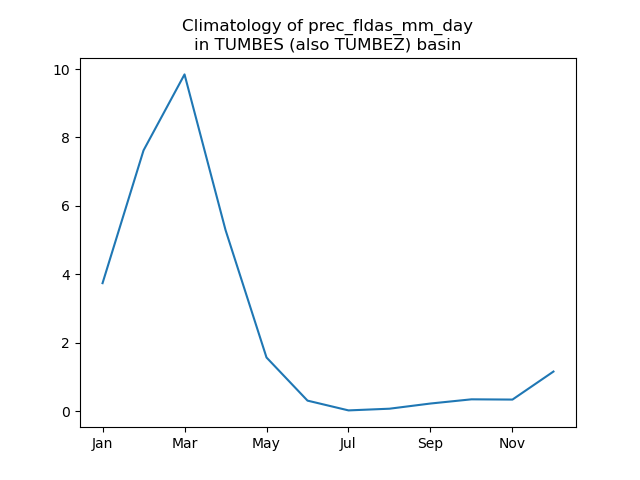 Climatology of prec_fldas_mm_day
in TUMBES (also TUMBEZ) basin
10
8
6
4
2
0
Jan
Mar
May
Jul
Sep
Nov